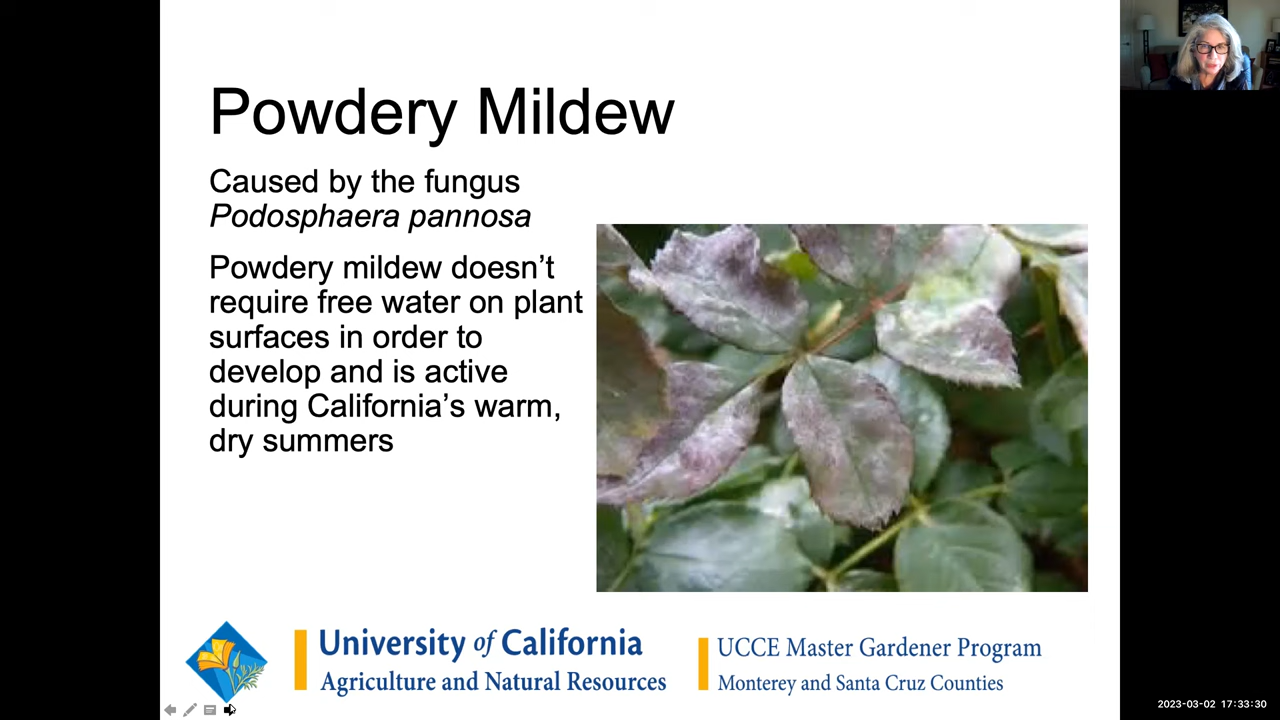 Powdery Mildew
Caused by the fungus
Podosphaera pannosa
Powdery mildew doesn’t
require free water on plant
surfaces in order to
develop and is active
during California’s warm,
dry summers
University of California
Agriculture and Natural Resources
UCCE Master Gardener Program
Monterey and Santa Cruz Counties
2023-03-02 17:33:30